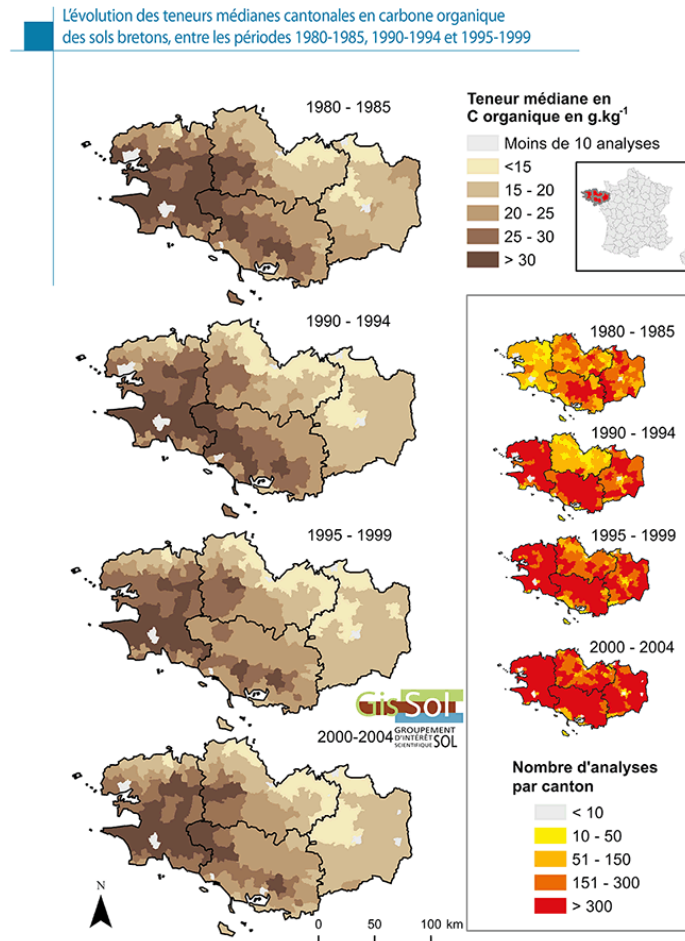 L'évolution des teneurs médianes cantonales en carbone organique
des sols bretons, entre les périodes 1980-1985, 1990-1994 et 1995-1999
1980 - 1985
Teneur médiane en
C organique en g.kg⁻¹
Moins de 10 analyses
<15
15 - 20
20 - 25
25 - 30
> 30
1990 - 1994
1995 - 1999
2000-2004
GisSol
GROUPEMENT
D'INTÉRÊT
SCIENTIFIQUE SOL
N
0 50 100 km
1980 - 1985
1990 - 1994
1995 - 1999
2000 - 2004
Nombre d'analyses
par canton
< 10
10 - 50
51 - 150
151 - 300
> 300